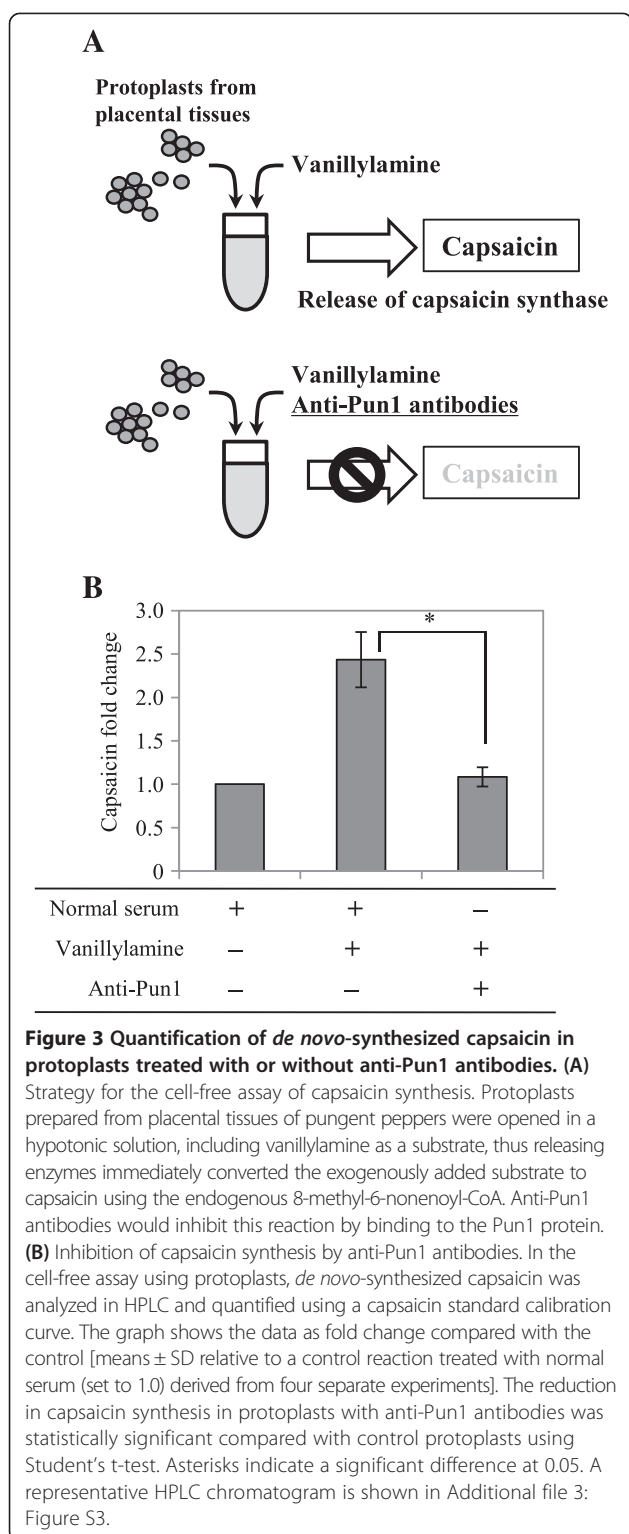 A
Protoplasts from
placental tissues
Vanillylamine
Capsaicin
Release of capsaicin synthase
Vanillylamine
Anti-Pun1 antibodies
Capsaicin
B
3.0
2.5
2.0
1.5
1.0
0.5
0
Capsaicin fold change
*
Normal serum + + –
Vanillylamine – + +
Anti-Pun1 – – +
Figure 3 Quantification of de novo-synthesized capsaicin in
protoplasts treated with or without anti-Pun1 antibodies. (A)
Strategy for the cell-free assay of capsaicin synthesis. Protoplasts
prepared from placental tissues of pungent peppers were opened in a
hypotonic solution, including vanillylamine as a substrate, thus releasing
enzymes immediately converted the exogenously added substrate to
capsaicin using the endogenous 8-methyl-6-nonenoyl-CoA. Anti-Pun1
antibodies would inhibit this reaction by binding to the Pun1 protein.
(B) Inhibition of capsaicin synthesis by anti-Pun1 antibodies. In the
cell-free assay using protoplasts, de novo-synthesized capsaicin was
analyzed in HPLC and quantified using a capsaicin standard calibration
curve. The graph shows the data as fold change compared with the
control [means ± SD relative to a control reaction treated with normal
serum (set to 1.0) derived from four separate experiments]. The reduction
in capsaicin synthesis in protoplasts with anti-Pun1 antibodies was
statistically significant compared with control protoplasts using
Student's t-test. Asterisks indicate a significant difference at 0.05. A
representative HPLC chromatogram is shown in Additional file 3:
Figure S3.